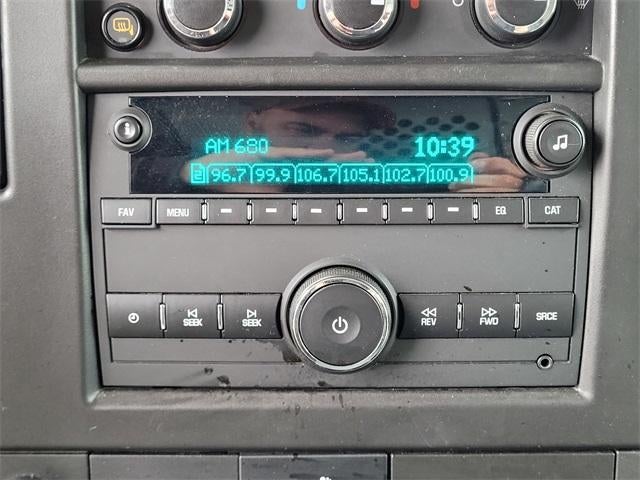 AM 680 10:39
96.7 99.9 106.7 105.1 102.7 100.9
FAV MENU EQ CAT
SEEK SEEK REV FWD SRCE